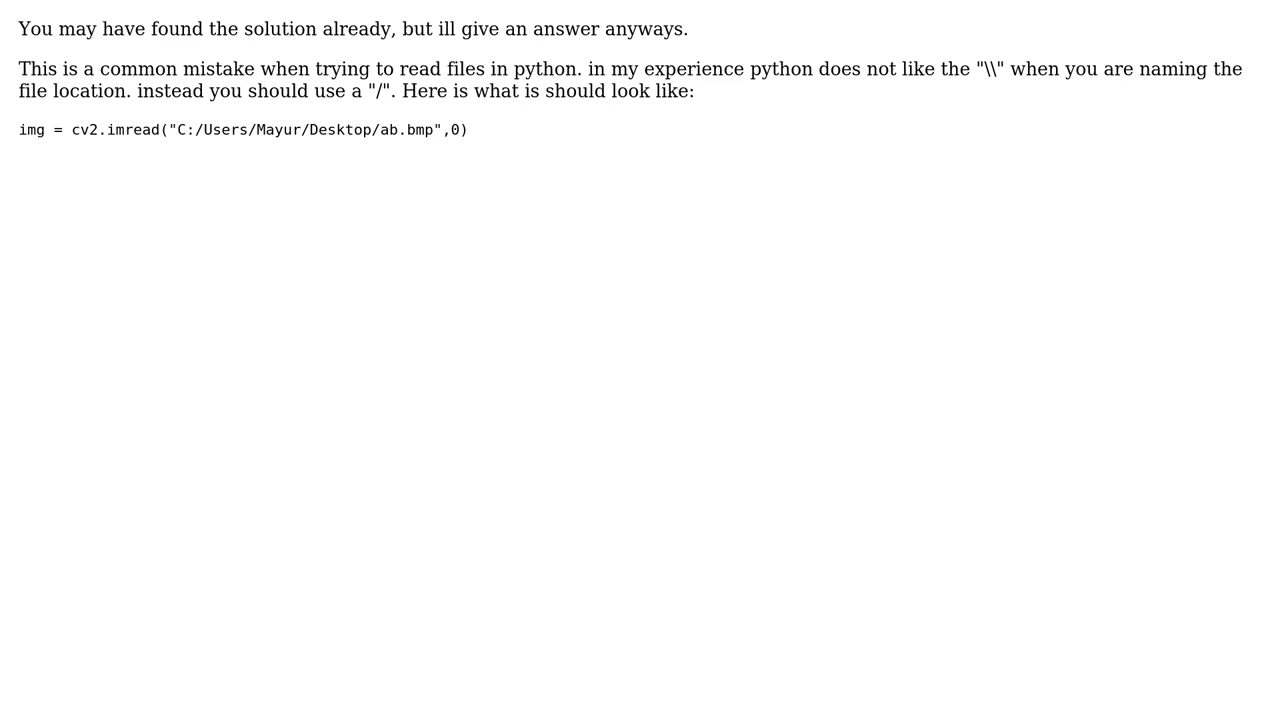 You may have found the solution already, but ill give an answer anyways.
This is a common mistake when trying to read files in python. in my experience python does not like the "\\" when you are naming the
file location. instead you should use a "/". Here is what is should look like:
img = cv2.imread("C:/Users/Mayur/Desktop/ab.bmp",0)